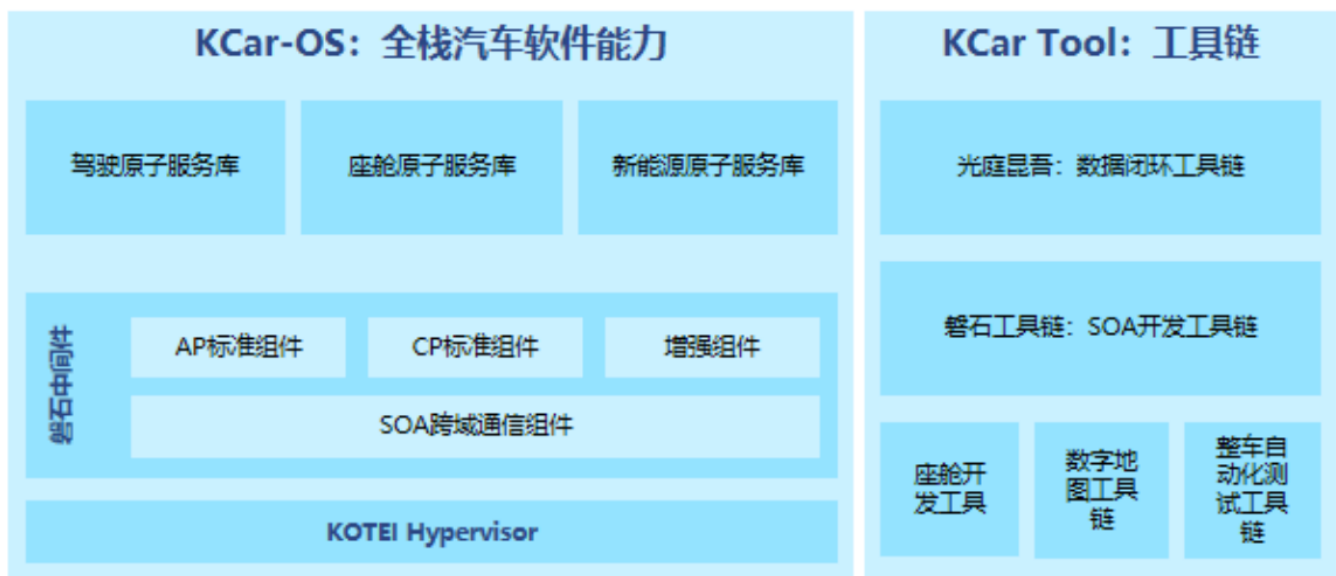 KCar-OS：全栈汽车软件能力
驾驶原子服务库
座舱原子服务库
新能源原子服务库
磐石中间件
AP标准组件
CP标准组件
增强组件
SOA跨域通信组件
KOTEI Hypervisor
KCar Tool：工具链
光庭昆吾：数据闭环工具链
磐石工具链：SOA开发工具链
座舱开
发工具
数字地
图工具
链
整车自
动化测
试工具
链